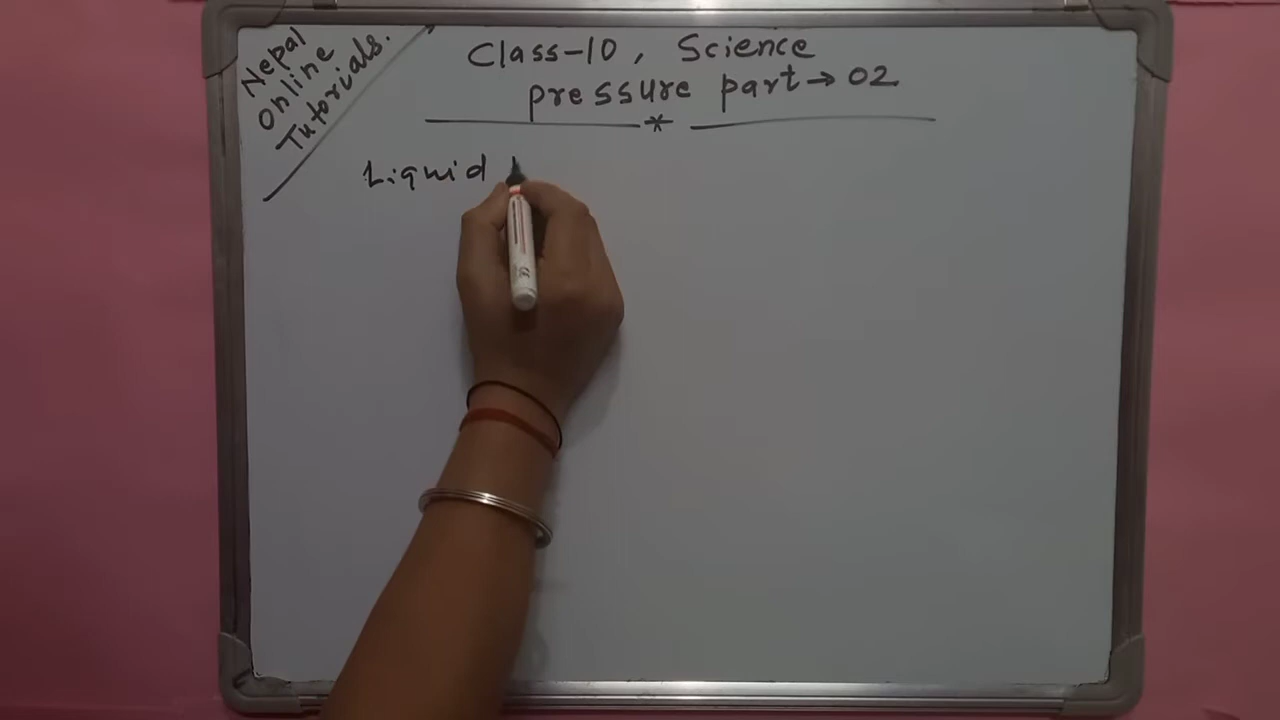 Nepal
Online
Tutorials.
Class-10, Science
pressure part → 02
*
Liquid